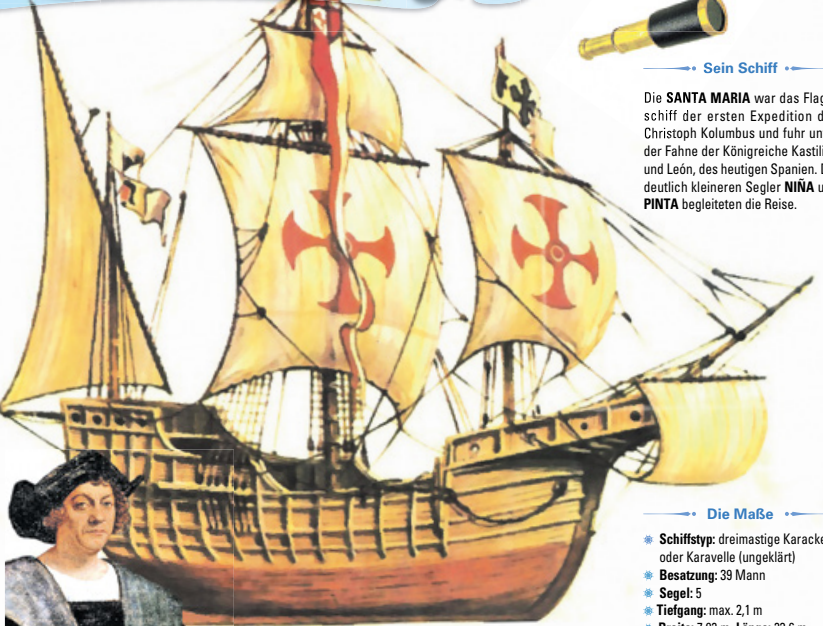 Sein Schiff
Die SANTA MARIA war das Flag
schiff der ersten Expedition d
Christoph Kolumbus und fuhr un
der Fahne der Königreiche Kastili
und León, des heutigen Spanien. D
deutlich kleineren Segler NIÑA u
PINTA begleiteten die Reise.
Die Maße
Schiffstyp: dreimastige Karacke
oder Karavelle (ungeklärt)
Besatzung: 39 Mann
Segel: 5
Tiefgang: max. 2,1 m